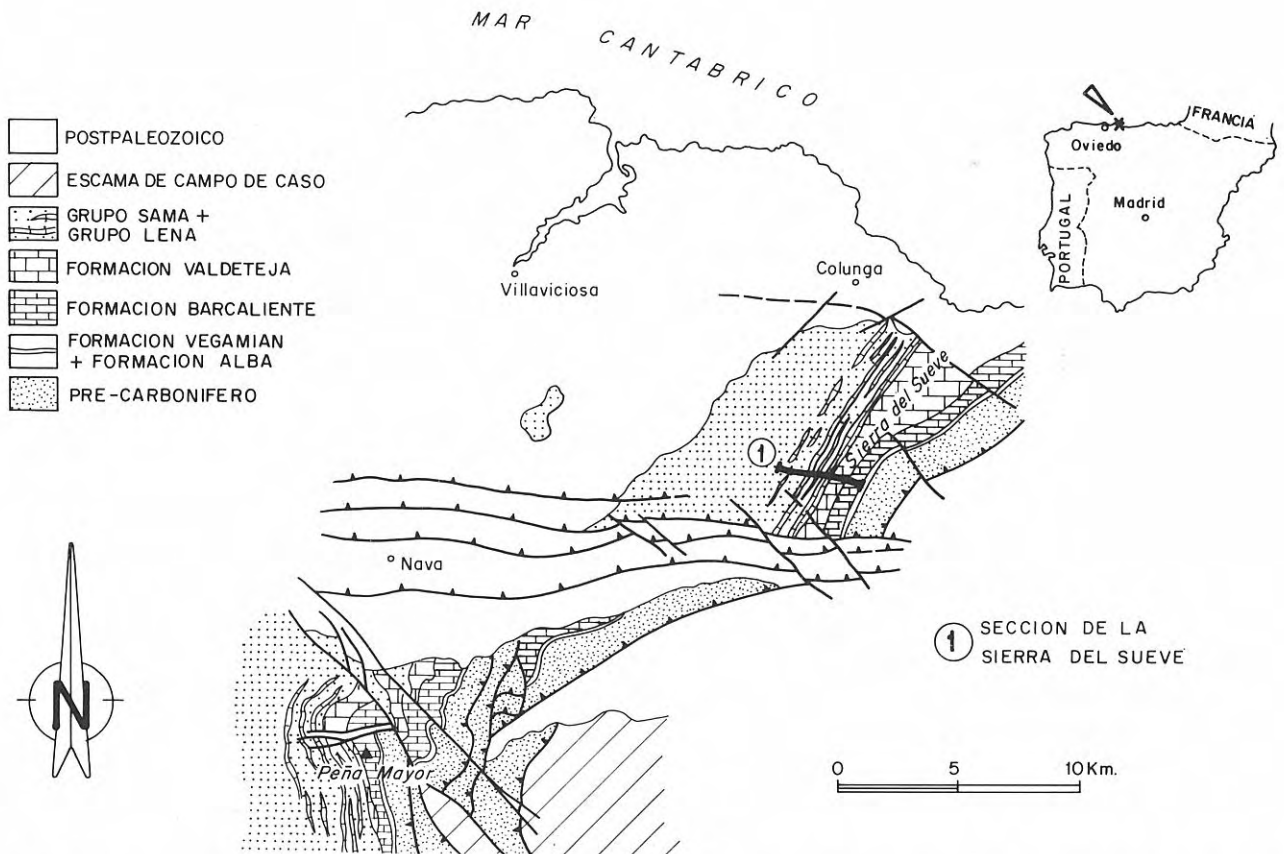 MAR CANTABRICO
POSTPALEOZOICO
ESCAMA DE CAMPO DE CASO
GRUPO SAMA +
GRUPO LENA
FORMACION VALDETEJA
FORMACION BARCALIENTE
FORMACION VEGAMIAN
+ FORMACION ALBA
PRE-CARBONIFERO
FRANCIA
Oviedo
Madrid
PORTUGAL
Villaviciosa
Colunga
Sierra del Sueve
1
Nava
Peña Mayor
N
1 SECCION DE LA
SIERRA DEL SUEVE
0 5 10 Km.